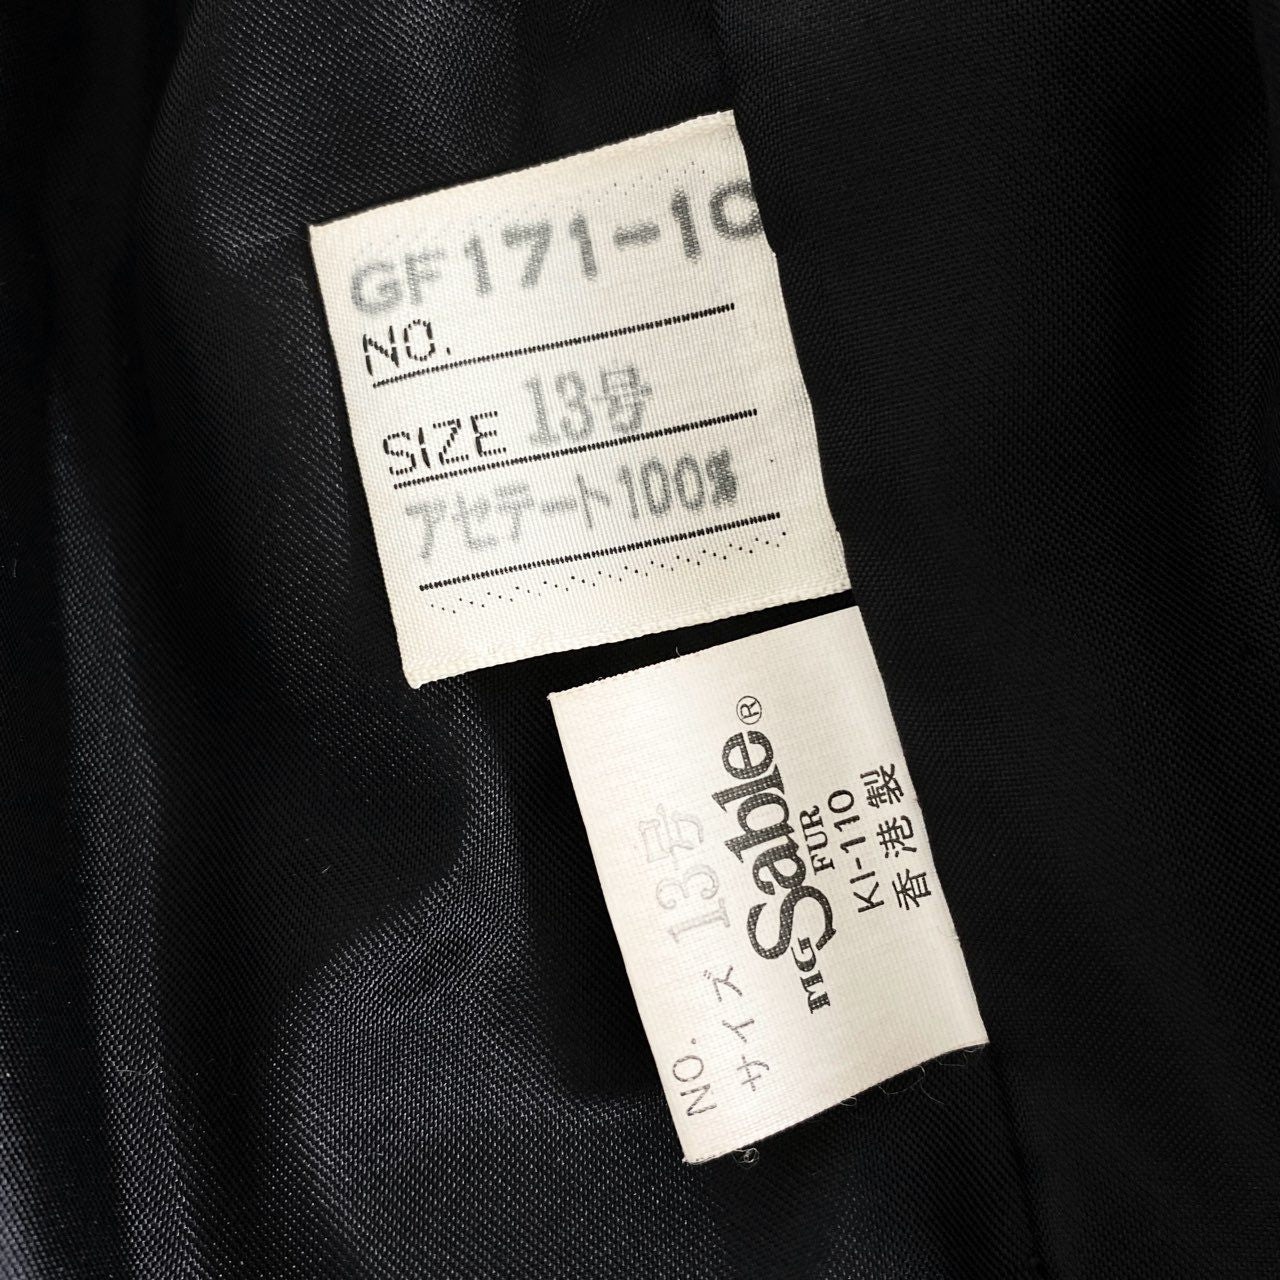 GF171-10
NO.
SIZE 13号
アセテート100%
NO.
サイズ 13号
MG Sable®
FUR
KI-110
香港製